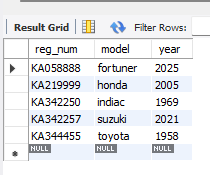 Result Grid Filter Rows:
reg_num model year
KA058888 fortuner 2025
KA219999 honda 2005
KA342250 indiac 1969
KA342257 suzuki 2021
KA344455 toyota 1958
NULL NULL NULL